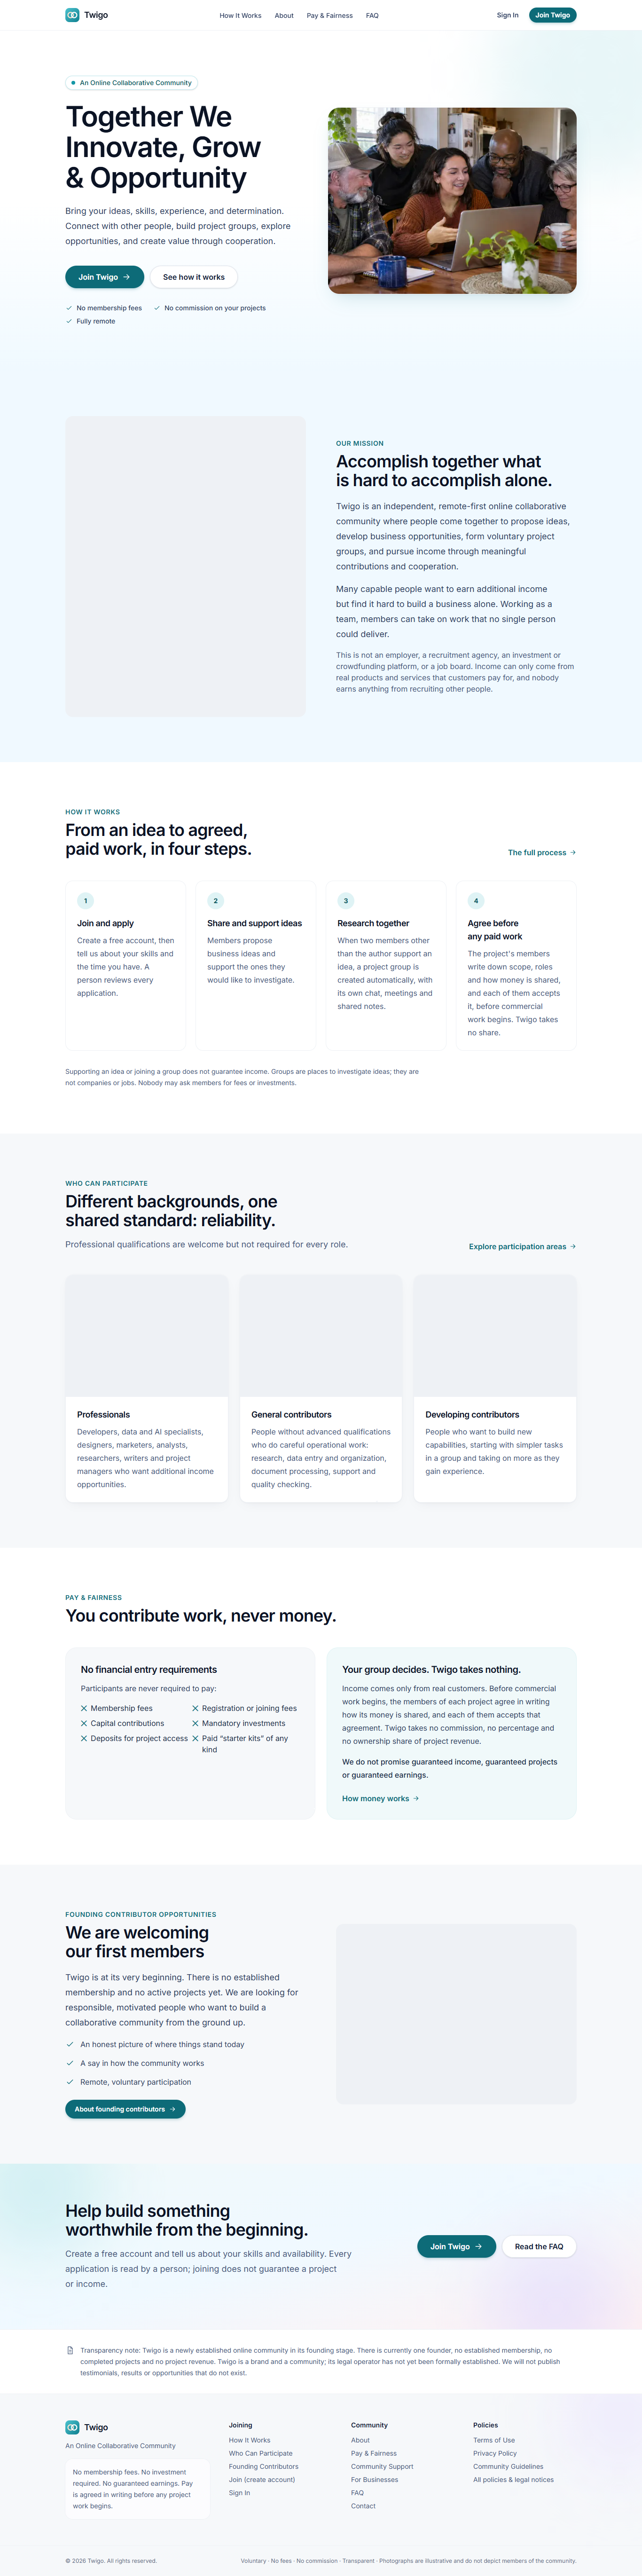 Twigo
How It Works
About
Pay & Fairness
FAQ
Sign In
Join Twigo
An Online Collaborative Community
Together We
Innovate, Grow
& Opportunity
Bring your ideas, skills, experience, and determination.
Connect with other people, build project groups, explore
opportunities, and create value through cooperation.
Join Twigo →
See how it works
No membership fees
No commission on your projects
Fully remote
OUR MISSION
Accomplish together what
is hard to accomplish alone.
Twigo is an independent, remote-first online collaborative
community where people come together to propose ideas,
develop business opportunities, form voluntary project
groups, and pursue income through meaningful
contributions and cooperation.
Many capable people want to earn additional income
but find it hard to build a business alone. Working as a
team, members can take on work that no single person
could deliver.
This is not an employer, a recruitment agency, an investment or
crowdfunding platform, or a job board. Income can only come from
real products and services that customers pay for, and nobody
earns anything from recruiting other people.
HOW IT WORKS
From an idea to agreed,
paid work, in four steps.
The full process →
1
Join and apply
Create a free account, then
tell us about your skills and
the time you have. A
person reviews every
application.
2
Share and support ideas
Members propose
business ideas and
support the ones they
would like to investigate.
3
Research together
When two members other
than the author support an
idea, a project group is
created automatically, with
its own chat, meetings and
shared notes.
4
Agree before
any paid work
The project's members
write down scope, roles
and how money is shared,
and each of them accepts
it, before commercial
work begins. Twigo takes
no share.
Supporting an idea or joining a group does not guarantee income. Groups are places to investigate ideas; they are
not companies or jobs. Nobody may ask members for fees or investments.
WHO CAN PARTICIPATE
Different backgrounds, one
shared standard: reliability.
Professional qualifications are welcome but not required for every role.
Explore participation areas →
Professionals
Developers, data and AI specialists,
designers, marketers, analysts,
researchers, writers and project
managers who want additional income
opportunities.
General contributors
People without advanced qualifications
who do careful operational work:
research, data entry and organization,
document processing, support and
quality checking.
Developing contributors
People who want to build new
capabilities, starting with simpler tasks
in a group and taking on more as they
gain experience.
PAY & FAIRNESS
You contribute work, never money.
No financial entry requirements
Participants are never required to pay:
Membership fees
Registration or joining fees
Capital contributions
Mandatory investments
Deposits for project access
Paid “starter kits” of any
kind
Your group decides. Twigo takes nothing.
Income comes only from real customers. Before commercial
work begins, the members of each project agree in writing
how its money is shared, and each of them accepts that
agreement. Twigo takes no commission, no percentage and
no ownership share of project revenue.
We do not promise guaranteed income, guaranteed projects
or guaranteed earnings.
How money works →
FOUNDING CONTRIBUTOR OPPORTUNITIES
We are welcoming
our first members
Twigo is at its very beginning. There is no established
membership and no active projects yet. We are looking for
responsible, motivated people who want to build a
collaborative community from the ground up.
An honest picture of where things stand today
A say in how the community works
Remote, voluntary participation
About founding contributors →
Help build something
worthwhile from the beginning.
Create a free account and tell us about your skills and availability. Every
application is read by a person; joining does not guarantee a project
or income.
Join Twigo →
Read the FAQ
Transparency note: Twigo is a newly established online community in its founding stage. There is currently one founder, no established membership, no
completed projects and no project revenue. Twigo is a brand and a community; its legal operator has not yet been formally established. We will not publish
testimonials, results or opportunities that do not exist.
Twigo
An Online Collaborative Community
No membership fees. No investment
required. No guaranteed earnings. Pay
is agreed in writing before any project
work begins.
Joining
How It Works
Who Can Participate
Founding Contributors
Join (create account)
Sign In
Community
About
Pay & Fairness
Community Support
For Businesses
FAQ
Contact
Policies
Terms of Use
Privacy Policy
Community Guidelines
All policies & legal notices
© 2026 Twigo. All rights reserved.
Voluntary · No fees · No commission · Transparent · Photographs are illustrative and do not depict members of the community.